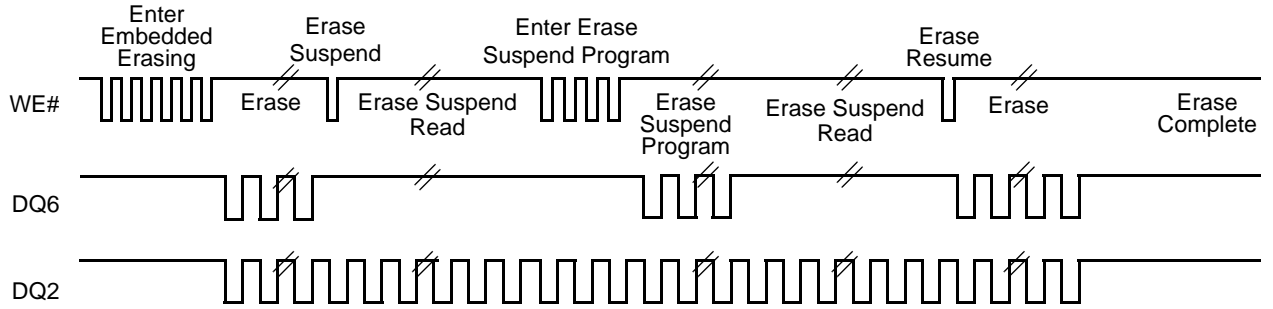 Enter
Embedded
Erasing
Erase
Suspend
Enter Erase
Suspend Program
Erase
Resume
WE#
Erase
Erase Suspend
Read
Erase
Suspend
Program
Erase Suspend
Read
Erase
Erase
Complete
DQ6
DQ2